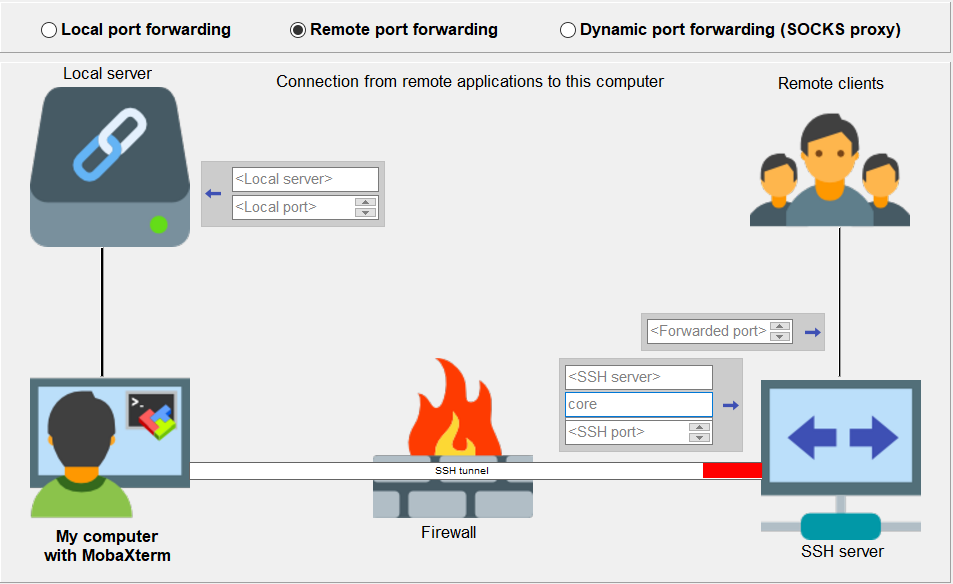 Local port forwarding
Remote port forwarding
Dynamic port forwarding (SOCKS proxy)
Local server
Connection from remote applications to this computer
Remote clients
<Local server>
<Local port>
<Forwarded port>
<SSH server>
core
<SSH port>
>_
SSH tunnel
Firewall
My computer
with MobaXterm
SSH server